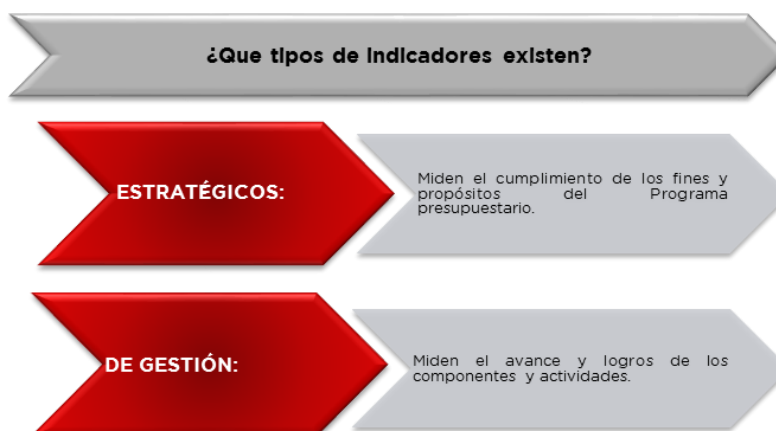 ¿Que tipos de indicadores existen?
ESTRATÉGICOS:
Miden el cumplimiento de los fines y
propósitos del Programa
presupuestario.
DE GESTIÓN:
Miden el avance y logros de los
componentes y actividades.